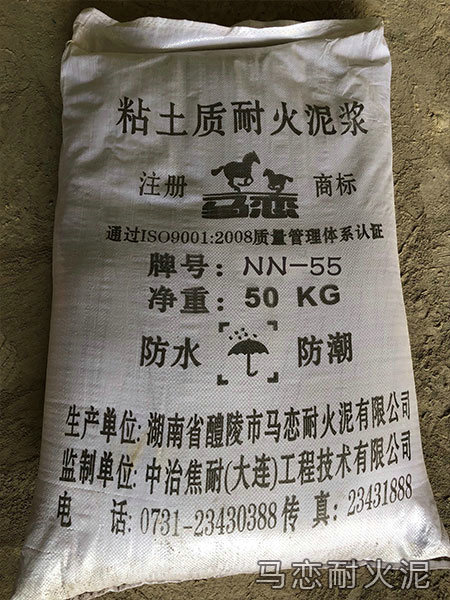 粘土质耐火泥浆
注册 商标
马恋
通过ISO9001:2008质量管理体系认证
牌号: NN-55
净重: 50 KG
防水 防潮
生产单位: 湖南省醴陵市马恋耐火泥有限公司
监制单位: 中冶焦耐(大连)工程技术有限公司
电 话: 0731-23430388 传 真: 23431888
马恋耐火泥